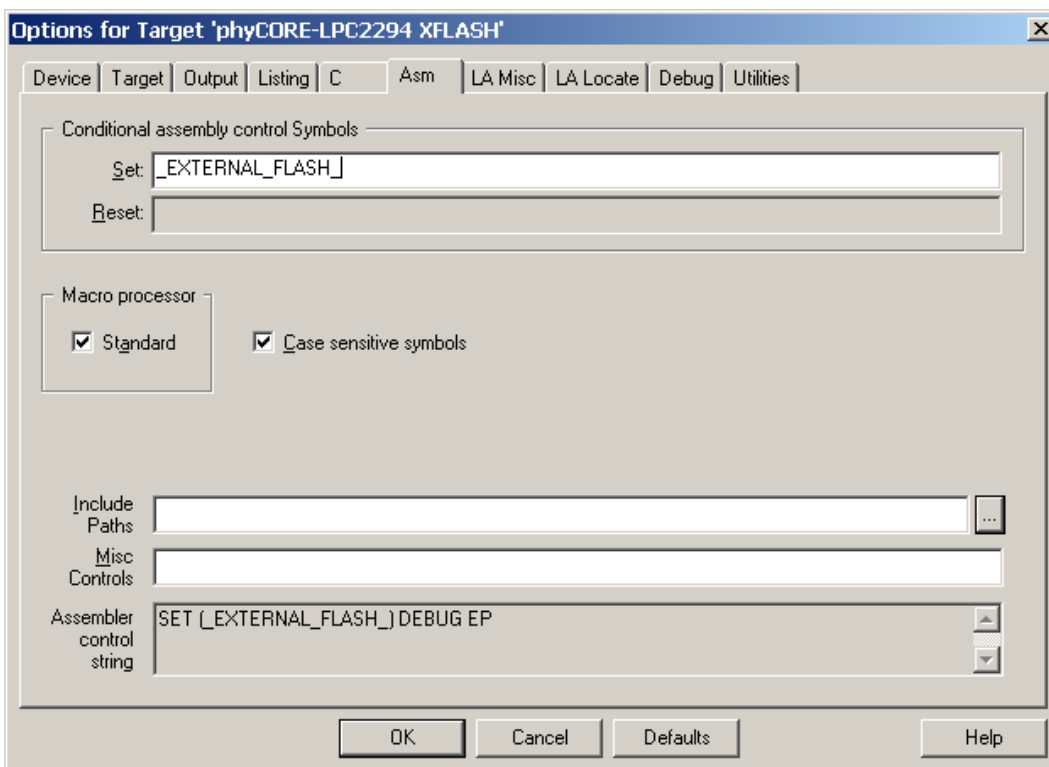 Options for Target 'phyCORE-LPC2294 XFLASH'
Device Target Output Listing C Asm LA Misc LA Locate Debug Utilities
Conditional assembly control Symbols
Set: _EXTERNAL_FLASH_
Reset:
Macro processor
Standard Case sensitive symbols
Include
Paths
...
Misc
Controls
Assembler
control
string
SET (_EXTERNAL_FLASH_) DEBUG EP
OK Cancel Defaults Help